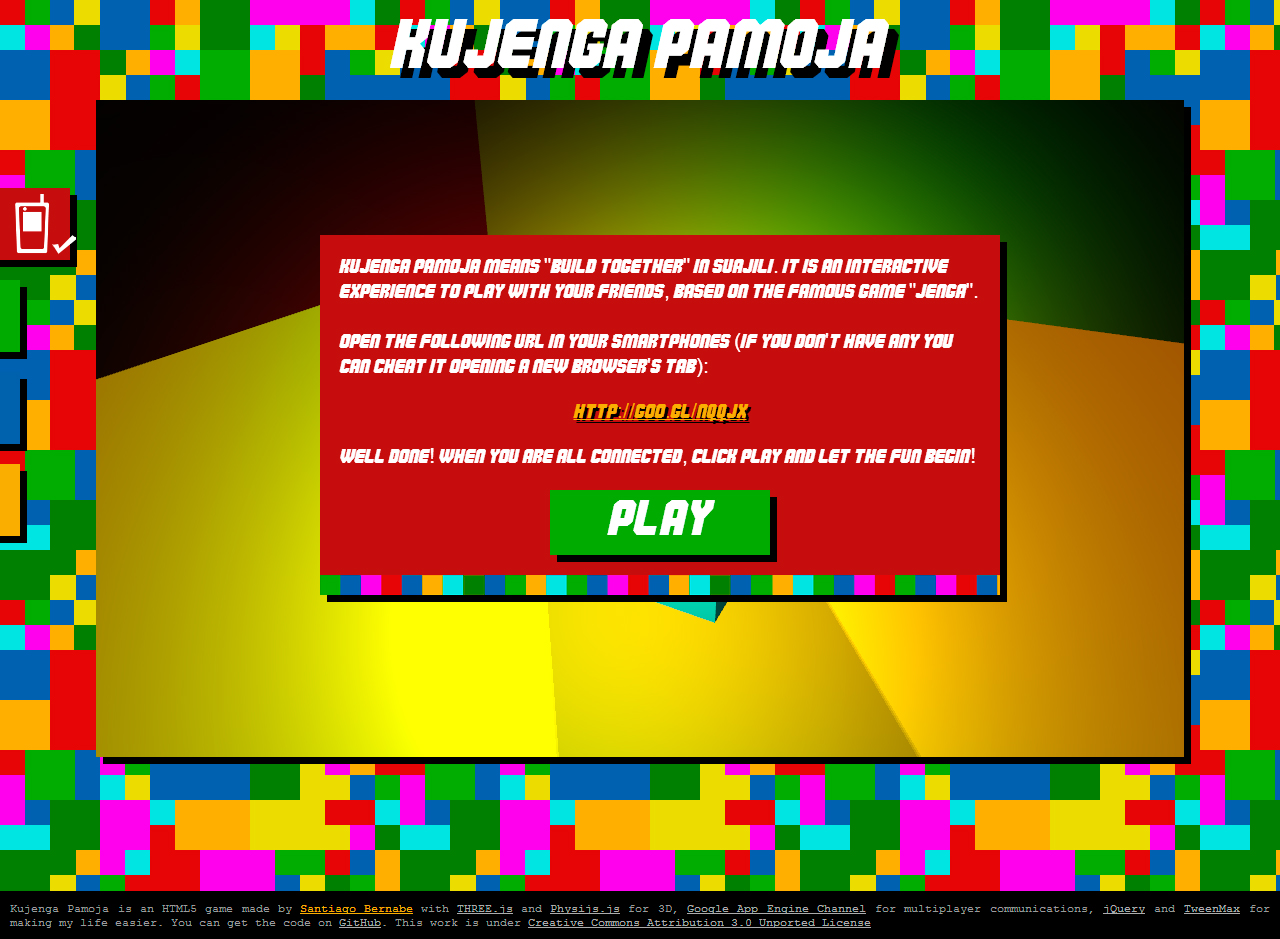 KUJENGA PAMOJA
KUJENGA PAMOJA MEANS "BUILD TOGETHER" IN SUAJILI. IT IS AN INTERACTIVE
EXPERIENCE TO PLAY WITH YOUR FRIENDS, BASED ON THE FAMOUS GAME "JENGA".
OPEN THE FOLLOWING URL IN YOUR SMARTPHONES (IF YOU DON'T HAVE ANY YOU
CAN CHEAT IT OPENING A NEW BROWSER'S TAB):
HTTP://GOO.GL/NQQJX
WELL DONE! WHEN YOU ARE ALL CONNECTED, CLICK PLAY AND LET THE FUN BEGIN!
PLAY
Kujenga Pamoja is an HTML5 game made by Santiago Bernabe with THREE.js and Physijs.js for 3D, Google App Engine Channel for multiplayer communications, jQuery and TweenMax for
making my life easier. You can get the code on GitHub. This work is under Creative Commons Attribution 3.0 Unported License